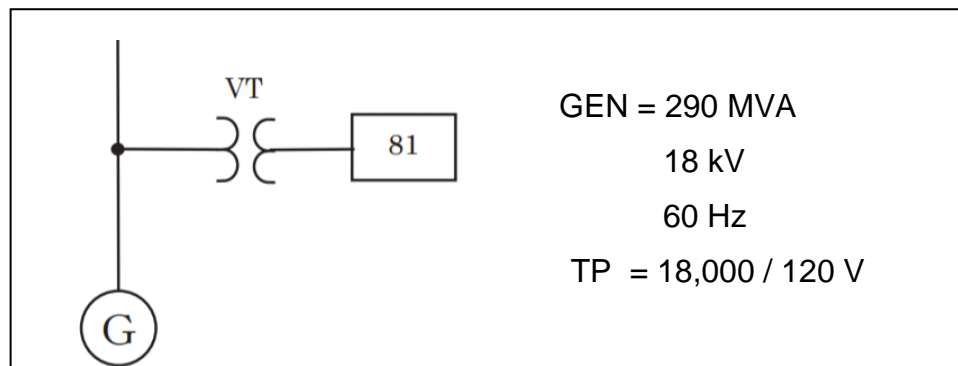 VT
81
G
GEN = 290 MVA
18 kV
60 Hz
TP = 18,000 / 120 V